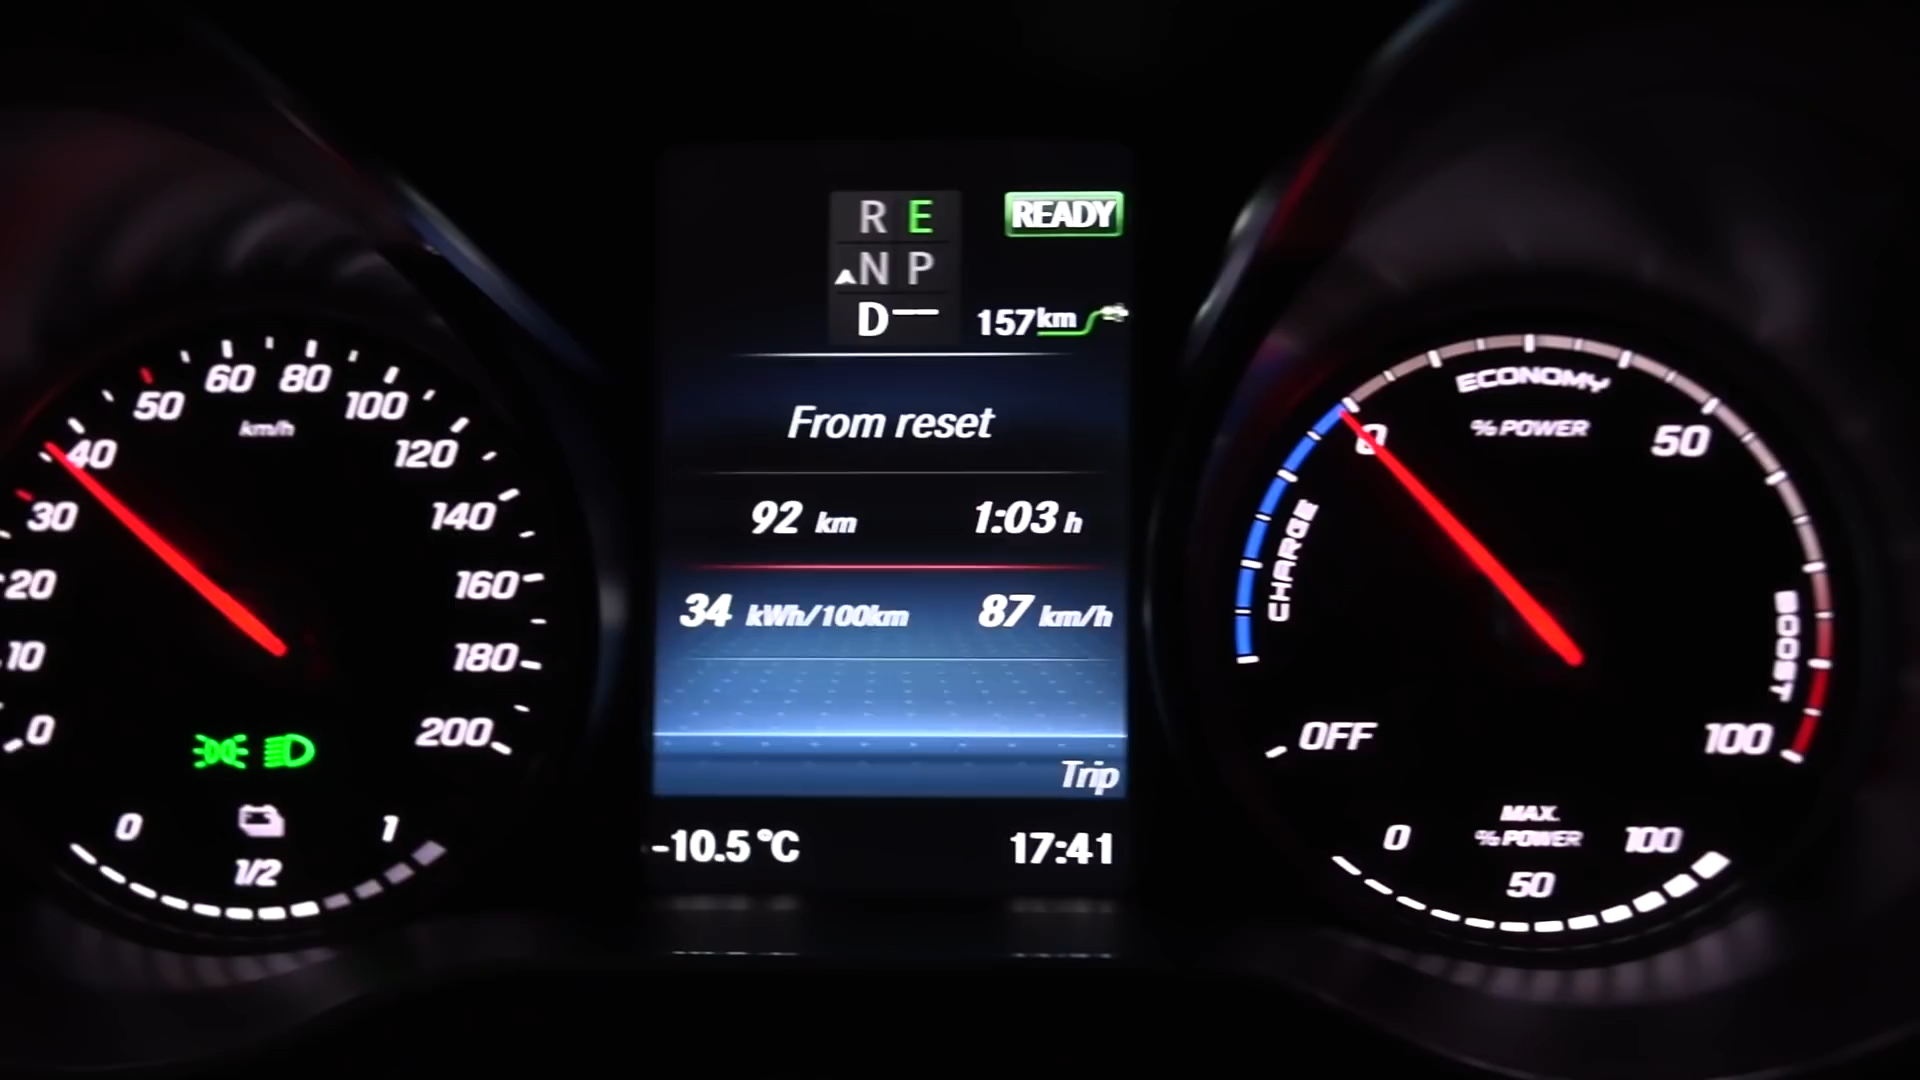 R E
N P
D
READY
157 km
From reset
92 km 1:03 h
34 kWh/100km 87 km/h
Trip
-10.5°C 17:41
0
10
20
30
40
50
60
80
100
120
140
160
180
200
km/h
0 1/2 1
OFF
CHARGE
0
ECONOMY
% POWER
50
BOOST
100
MAX.
% POWER
0 50 100